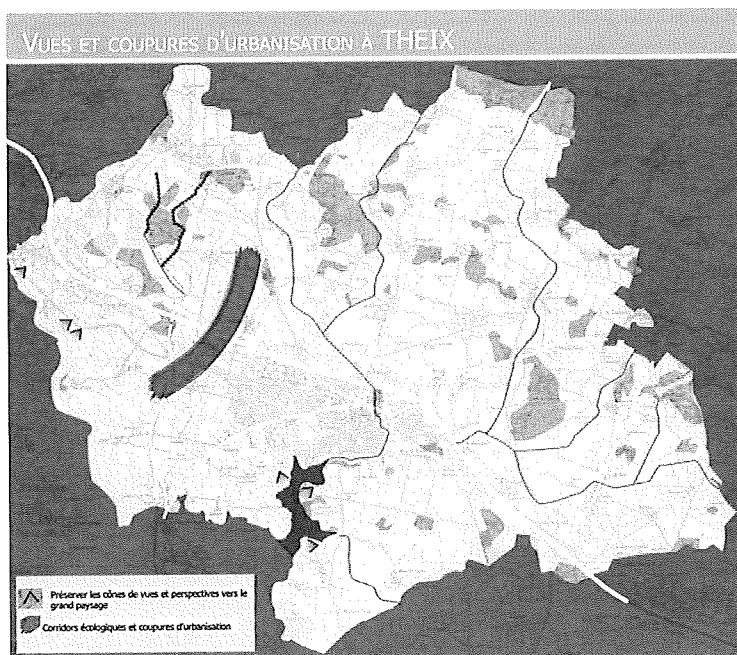 VUES ET COUPURES D'URBANISATION À THEIX
Préserver les cônes de vues et perspectives vers le
grand paysage
Corridors écologiques et coupures d'urbanisation